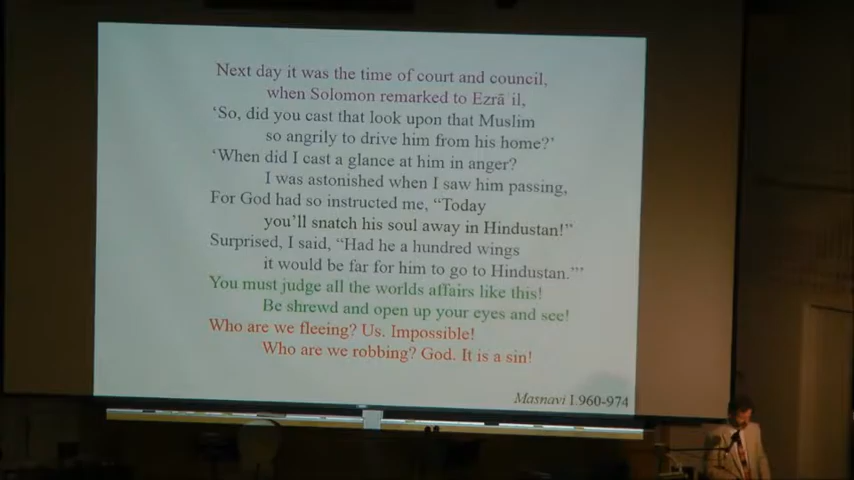 Next day it was the time of court and council,
when Solomon remarked to Ezrā'il,
'So, did you cast that look upon that Muslim
so angrily to drive him from his home?'
'When did I cast a glance at him in anger?
I was astonished when I saw him passing,
For God had so instructed me, "Today
you'll snatch his soul away in Hindustan!"
Surprised, I said, "Had he a hundred wings
it would be far for him to go to Hindustan."'
You must judge all the worlds affairs like this!
Be shrewd and open up your eyes and see!
Who are we fleeing? Us. Impossible!
Who are we robbing? God. It is a sin!
Masnavi I.960-974